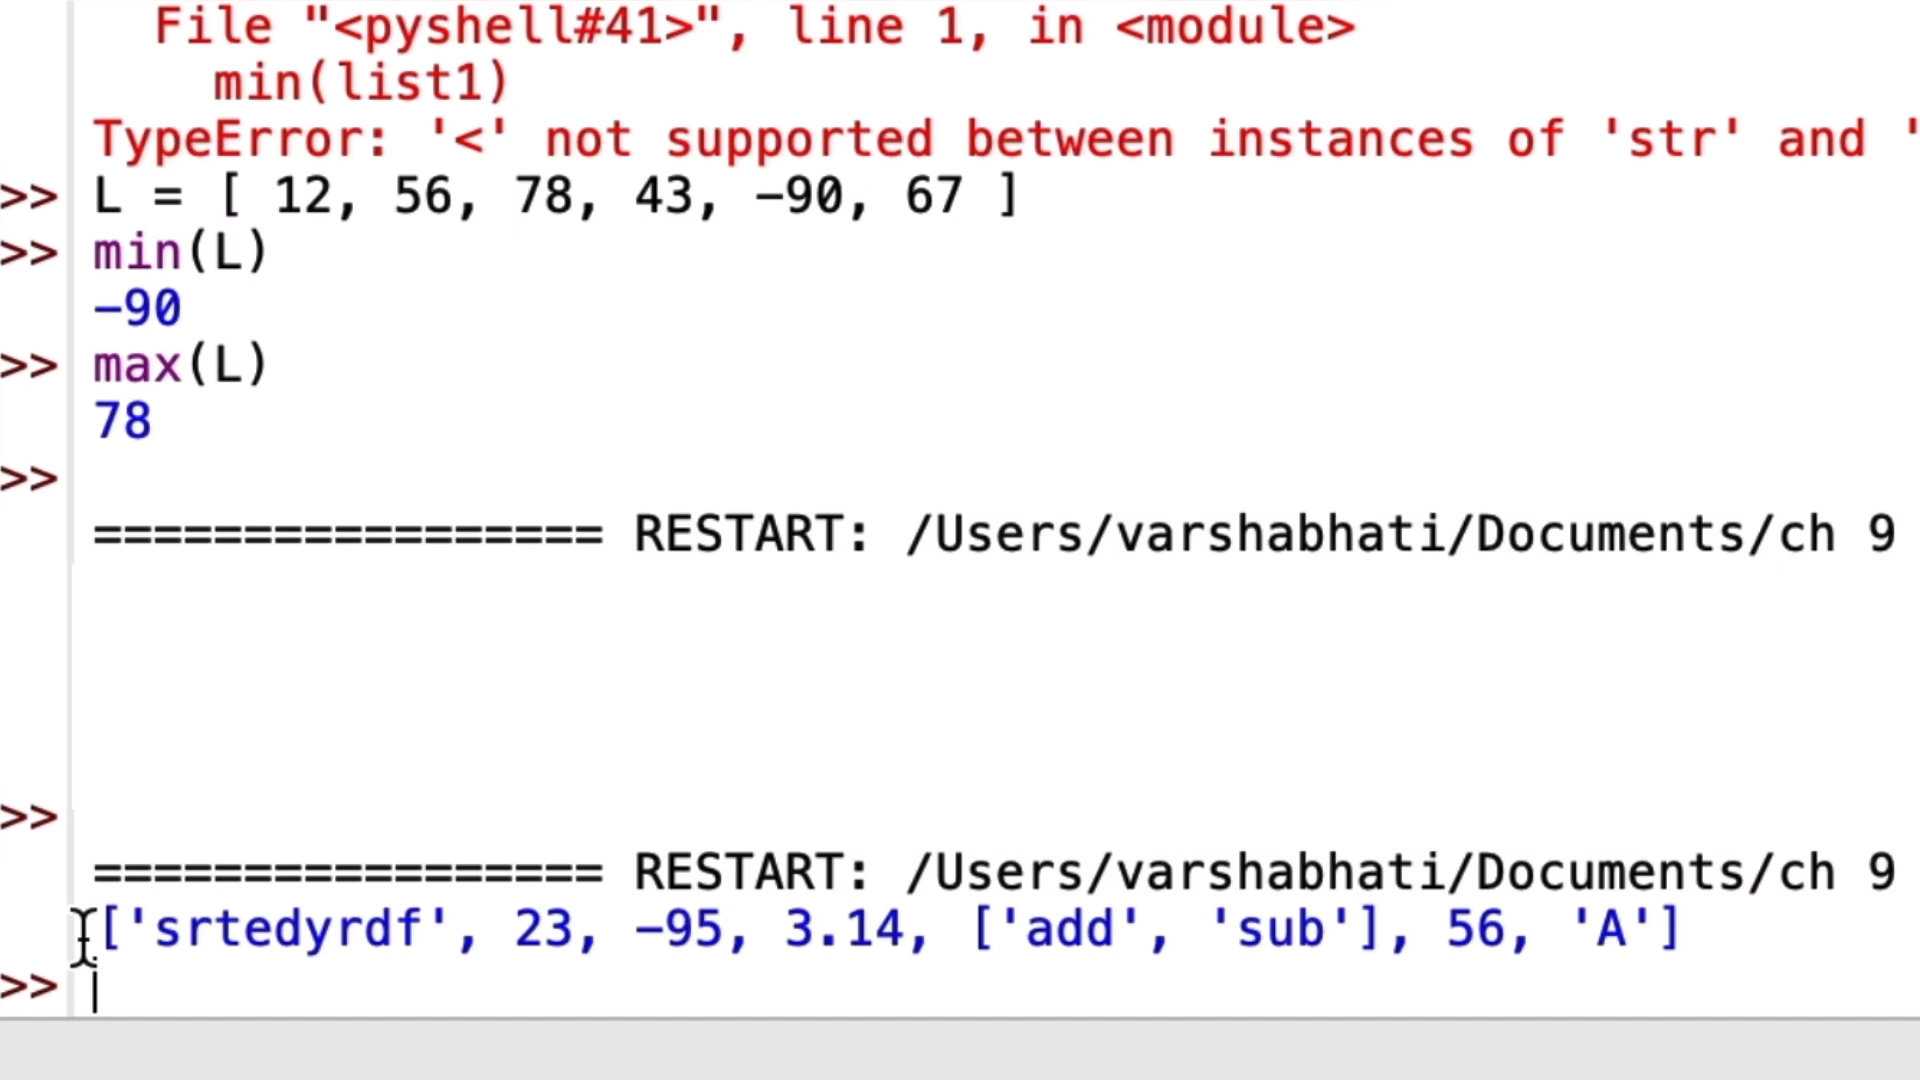 File "<pyshell#41>", line 1, in <module>
min(list1)
TypeError: '<' not supported between instances of 'str' and '
>> L = [ 12, 56, 78, 43, -90, 67 ]
>> min(L)
-90
>> max(L)
78
>>
================= RESTART: /Users/varshabhati/Documents/ch 9
>>
================= RESTART: /Users/varshabhati/Documents/ch 9
['srtedyrdf', 23, -95, 3.14, ['add', 'sub'], 56, 'A']
>>